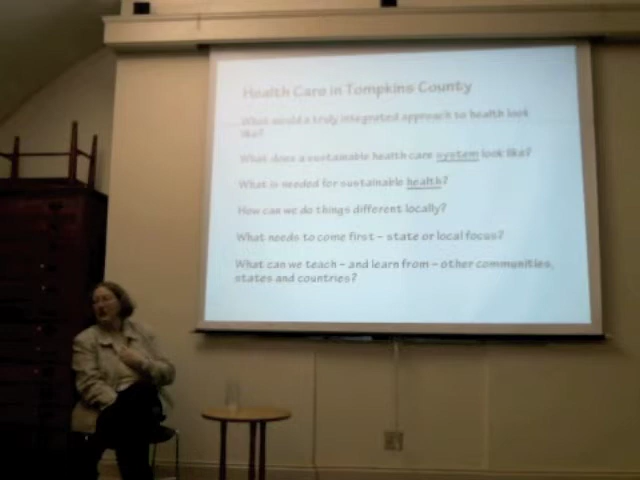 Health Care in Tompkins County
What would a truly integrated approach to health look
like?
What does a sustainable health care system look like?
What is needed for sustainable health?
How can we do things different locally?
What needs to come first – state or local focus?
What can we teach – and learn from – other communities,
states and countries?